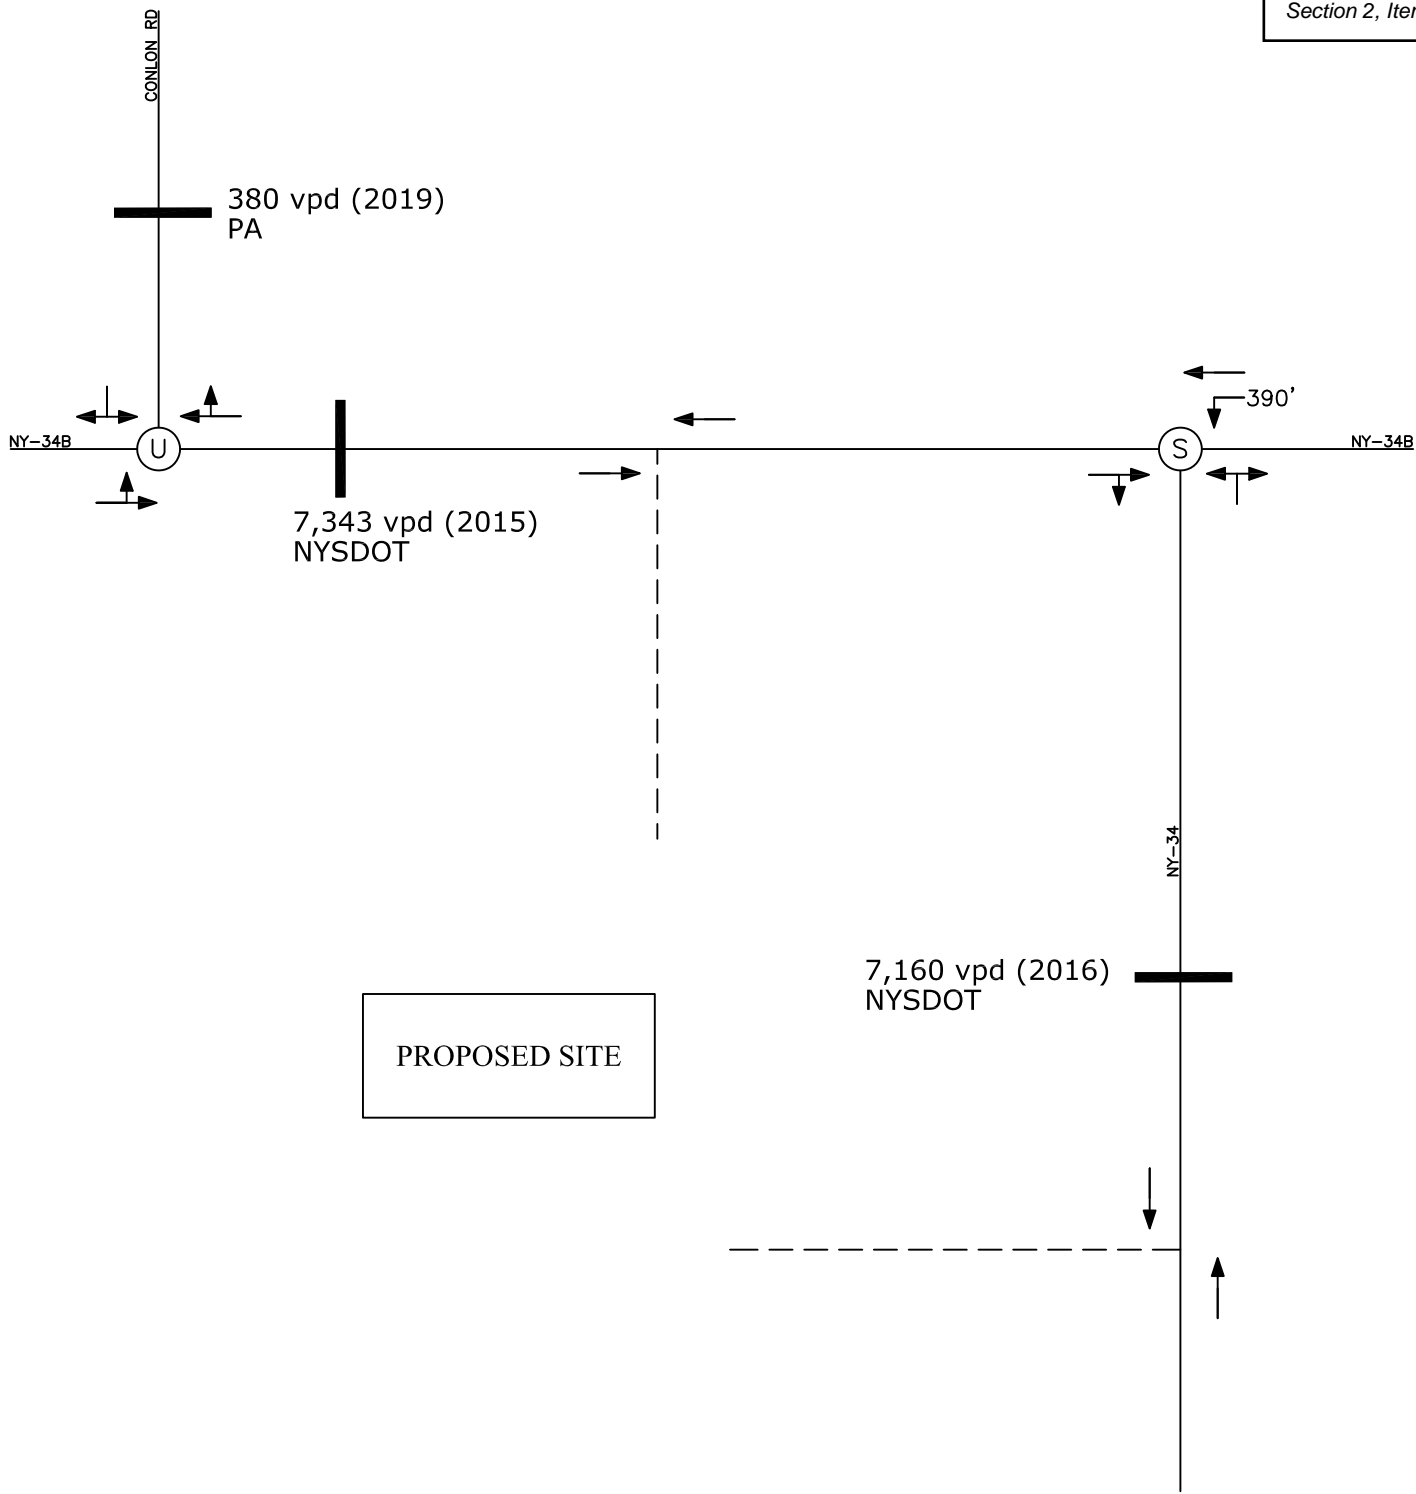 Section 2, Iter
CONLON RD
380 vpd (2019)
PA
390'
NY-34B
U
S
NY-34B
7,343 vpd (2015)
NYSDOT
NY-34
7,160 vpd (2016)
NYSDOT
PROPOSED SITE